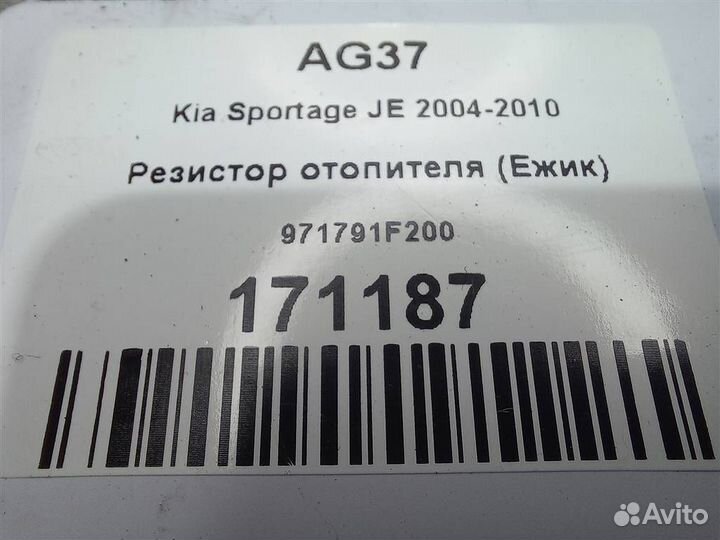 AG37
Kia Sportage JE 2004-2010
Резистор отопителя (Ежик)
971791F200
171187
Avito